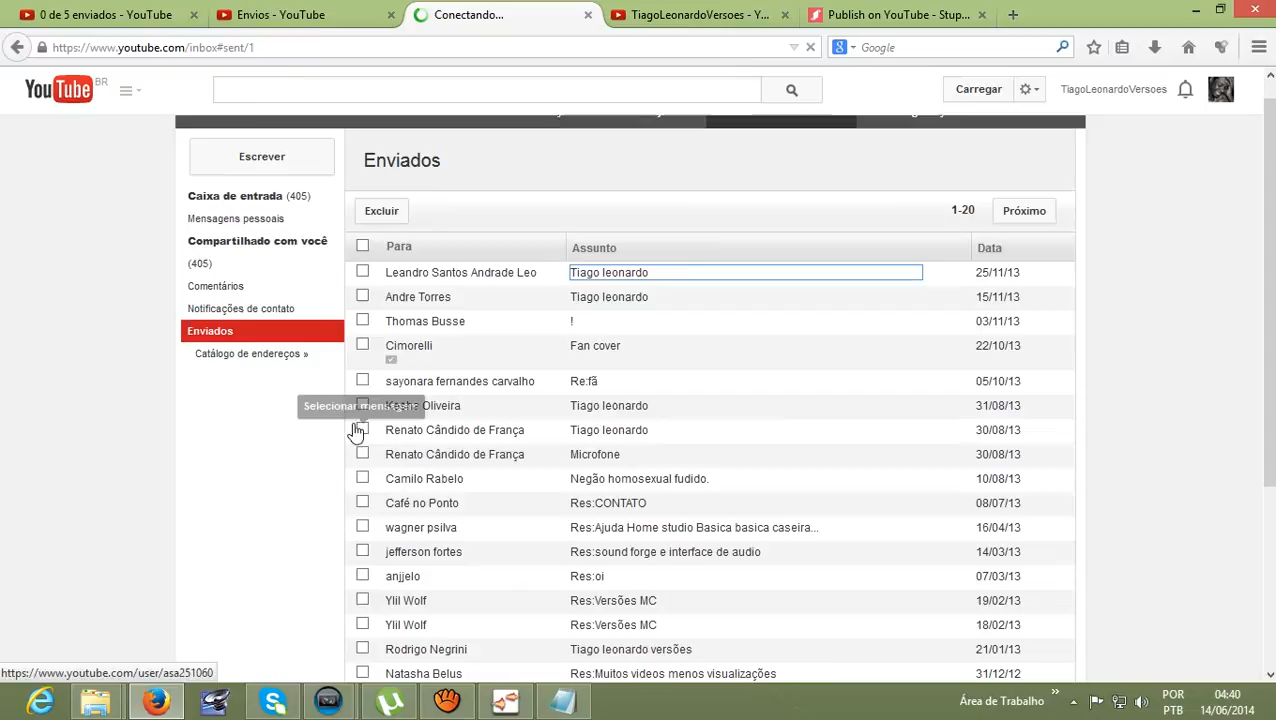 0 de 5 envíados - YouTube
Envios - YouTube
Conectando...
TiagoLeonardoVersoes - Y...
Publish on YouTube - Stup...
https://www.youtube.com/inbox#sent/1
Google
YouTube BR
Carregar
TiagoLeonardoVersoes
Escrever
Enviados
Caixa de entrada (405)
Mensagens pessoais
Compartilhado com você
(405)
Comentários
Notificações de contato
Enviados
Catálogo de endereços »
Excluir
1-20
Próximo
Para Assunto Data
Leandro Santos Andrade Leo Tiago leonardo 25/11/13
Andre Torres Tiago leonardo 15/11/13
Thomas Busse ! 03/11/13
Cimorelli Fan cover 22/10/13
sayonara fernandes carvalho Re:fã 05/10/13
Selecionar
Oliveira Tiago leonardo 31/08/13
Renato Cândido de França Tiago leonardo 30/08/13
Renato Cândido de França Microfone 30/08/13
Camilo Rabelo Negão homosexual fudido. 10/08/13
Café no Ponto Res:CONTATO 08/07/13
wagner psilva Res:Ajuda Home studio Basica basica caseira... 16/04/13
jefferson fortes Res:sound forge e interface de audio 14/03/13
anjjelo Res:oi 07/03/13
Ylil Wolf Res:Versões MC 19/02/13
Ylil Wolf Res:Versões MC 18/02/13
Rodrigo Negrini Tiago leonardo versões 21/01/13
Natasha Belus Res:Muitos videos menos visualizações 31/12/12
https://www.youtube.com/user/asa251060
Área de Trabalho
POR
PTB
04:40
14/06/2014